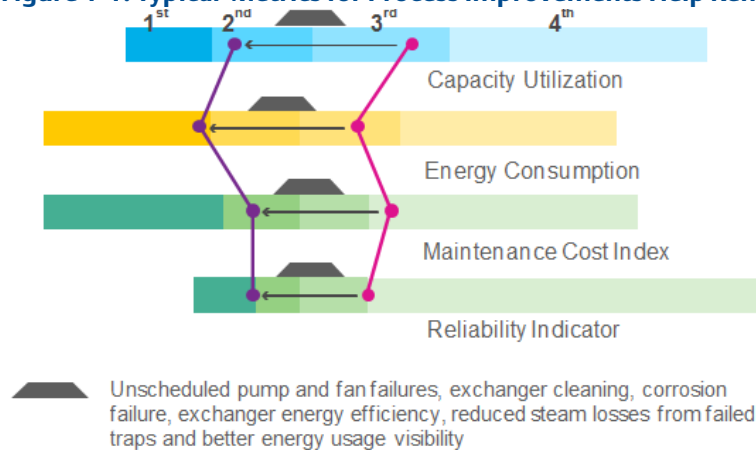 1st 2nd 3rd 4th
Capacity Utilization
Energy Consumption
Maintenance Cost Index
Reliability Indicator
Unscheduled pump and fan failures, exchanger cleaning, corrosion
failure, exchanger energy efficiency, reduced steam losses from failed
traps and better energy usage visibility